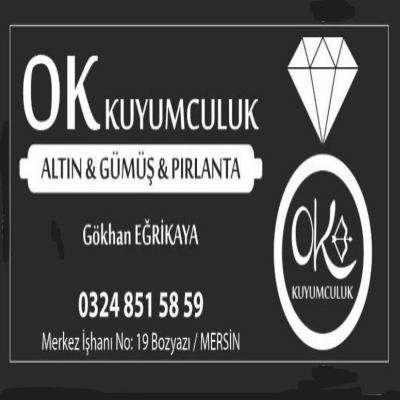 OK KUYUMCULUK
ALTIN & GÜMÜŞ & PIRLANTA
Gökhan EĞRİKAYA
0324 851 58 59
Merkez İşhanı No: 19 Bozyazı / MERSİN
OK
KUYUMCULUK